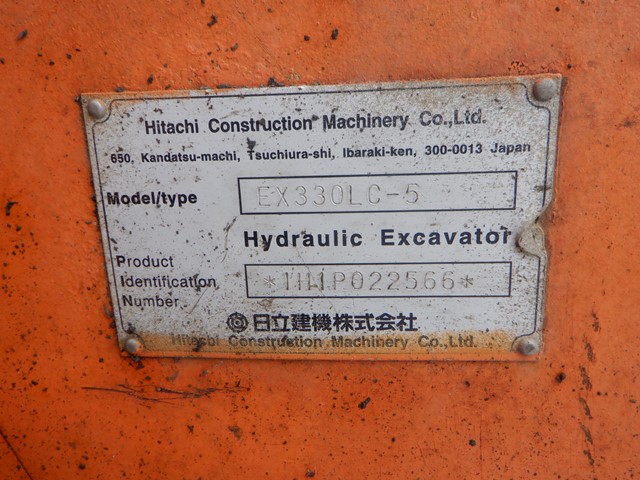 Hitachi Construction Machinery Co.,Ltd.
650, Kandatsu-machi, Tsuchiura-shi, Ibaraki-ken, 300-0013 Japan
Model/type EX330LC-5
Hydraulic Excavator
Product
Identification *1H1P022566*
Number
日立建機株式会社
Hitachi Construction Machinery Co.,Ltd.